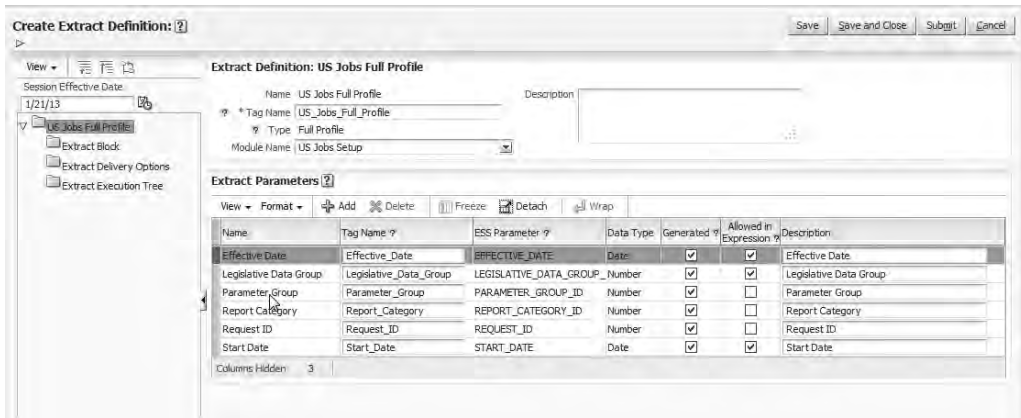 Create Extract Definition: ?
Save Save and Close Submit Cancel
View
Session Effective Date
1/21/13
US Jobs Full Profile
Extract Block
Extract Delivery Options
Extract Execution Tree
Extract Definition: US Jobs Full Profile
Name US Jobs Full Profile
? * Tag Name US_Jobs_Full_Profile
? Type Full Profile
Module Name US Jobs Setup
Description
Extract Parameters ?
View Format Add Delete Freeze Detach Wrap
Name Tag Name ? ESS Parameter ? Data Type Generated ? Allowed in Expression ? Description
Effective Date Effective_Date EFFECTIVE_DATE Date Effective Date
Legislative Data Group Legislative_Data_Group LEGISLATIVE_DATA_GROUP_ Number Legislative Data Group
Parameter Group Parameter_Group PARAMETER_GROUP_ID Number Parameter Group
Report Category Report_Category REPORT_CATEGORY_ID Number Report Category
Request ID Request_ID REQUEST_ID Number Request ID
Start Date Start_Date START_DATE Date Start Date
Columns Hidden 3